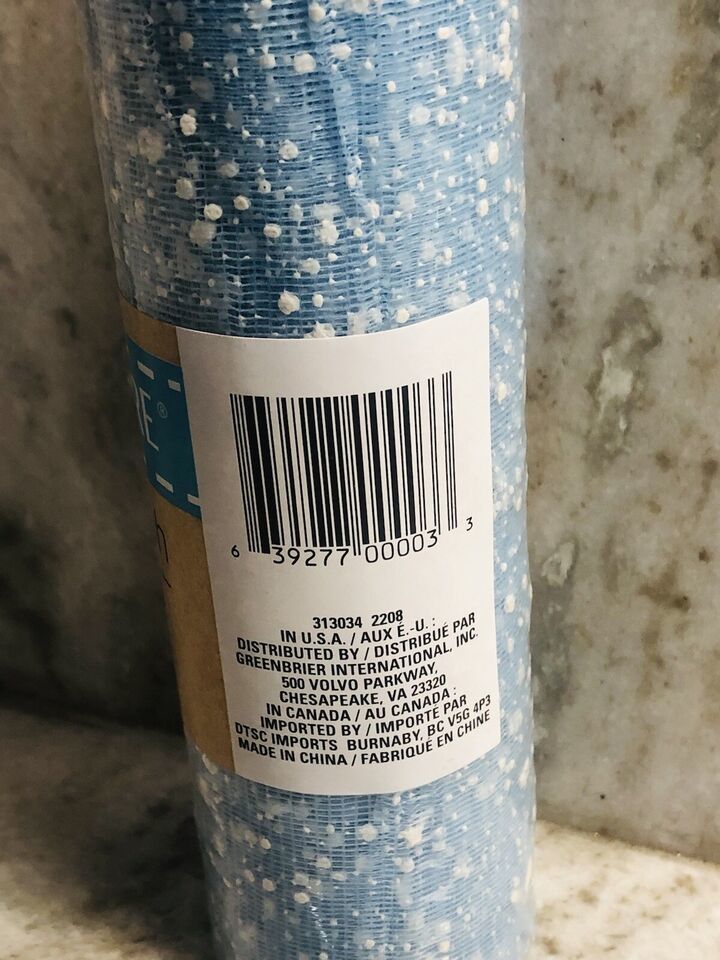 RE®
6 39277 00003 3
313034 2208
IN U.S.A. / AUX É.-U. :
DISTRIBUTED BY / DISTRIBUÉ PAR
GREENBRIER INTERNATIONAL, INC.
500 VOLVO PARKWAY,
CHESAPEAKE, VA 23320
IN CANADA / AU CANADA :
IMPORTED BY / IMPORTÉ PAR
DTSC IMPORTS BURNABY, BC V5G 4P3
MADE IN CHINA / FABRIQUÉ EN CHINE